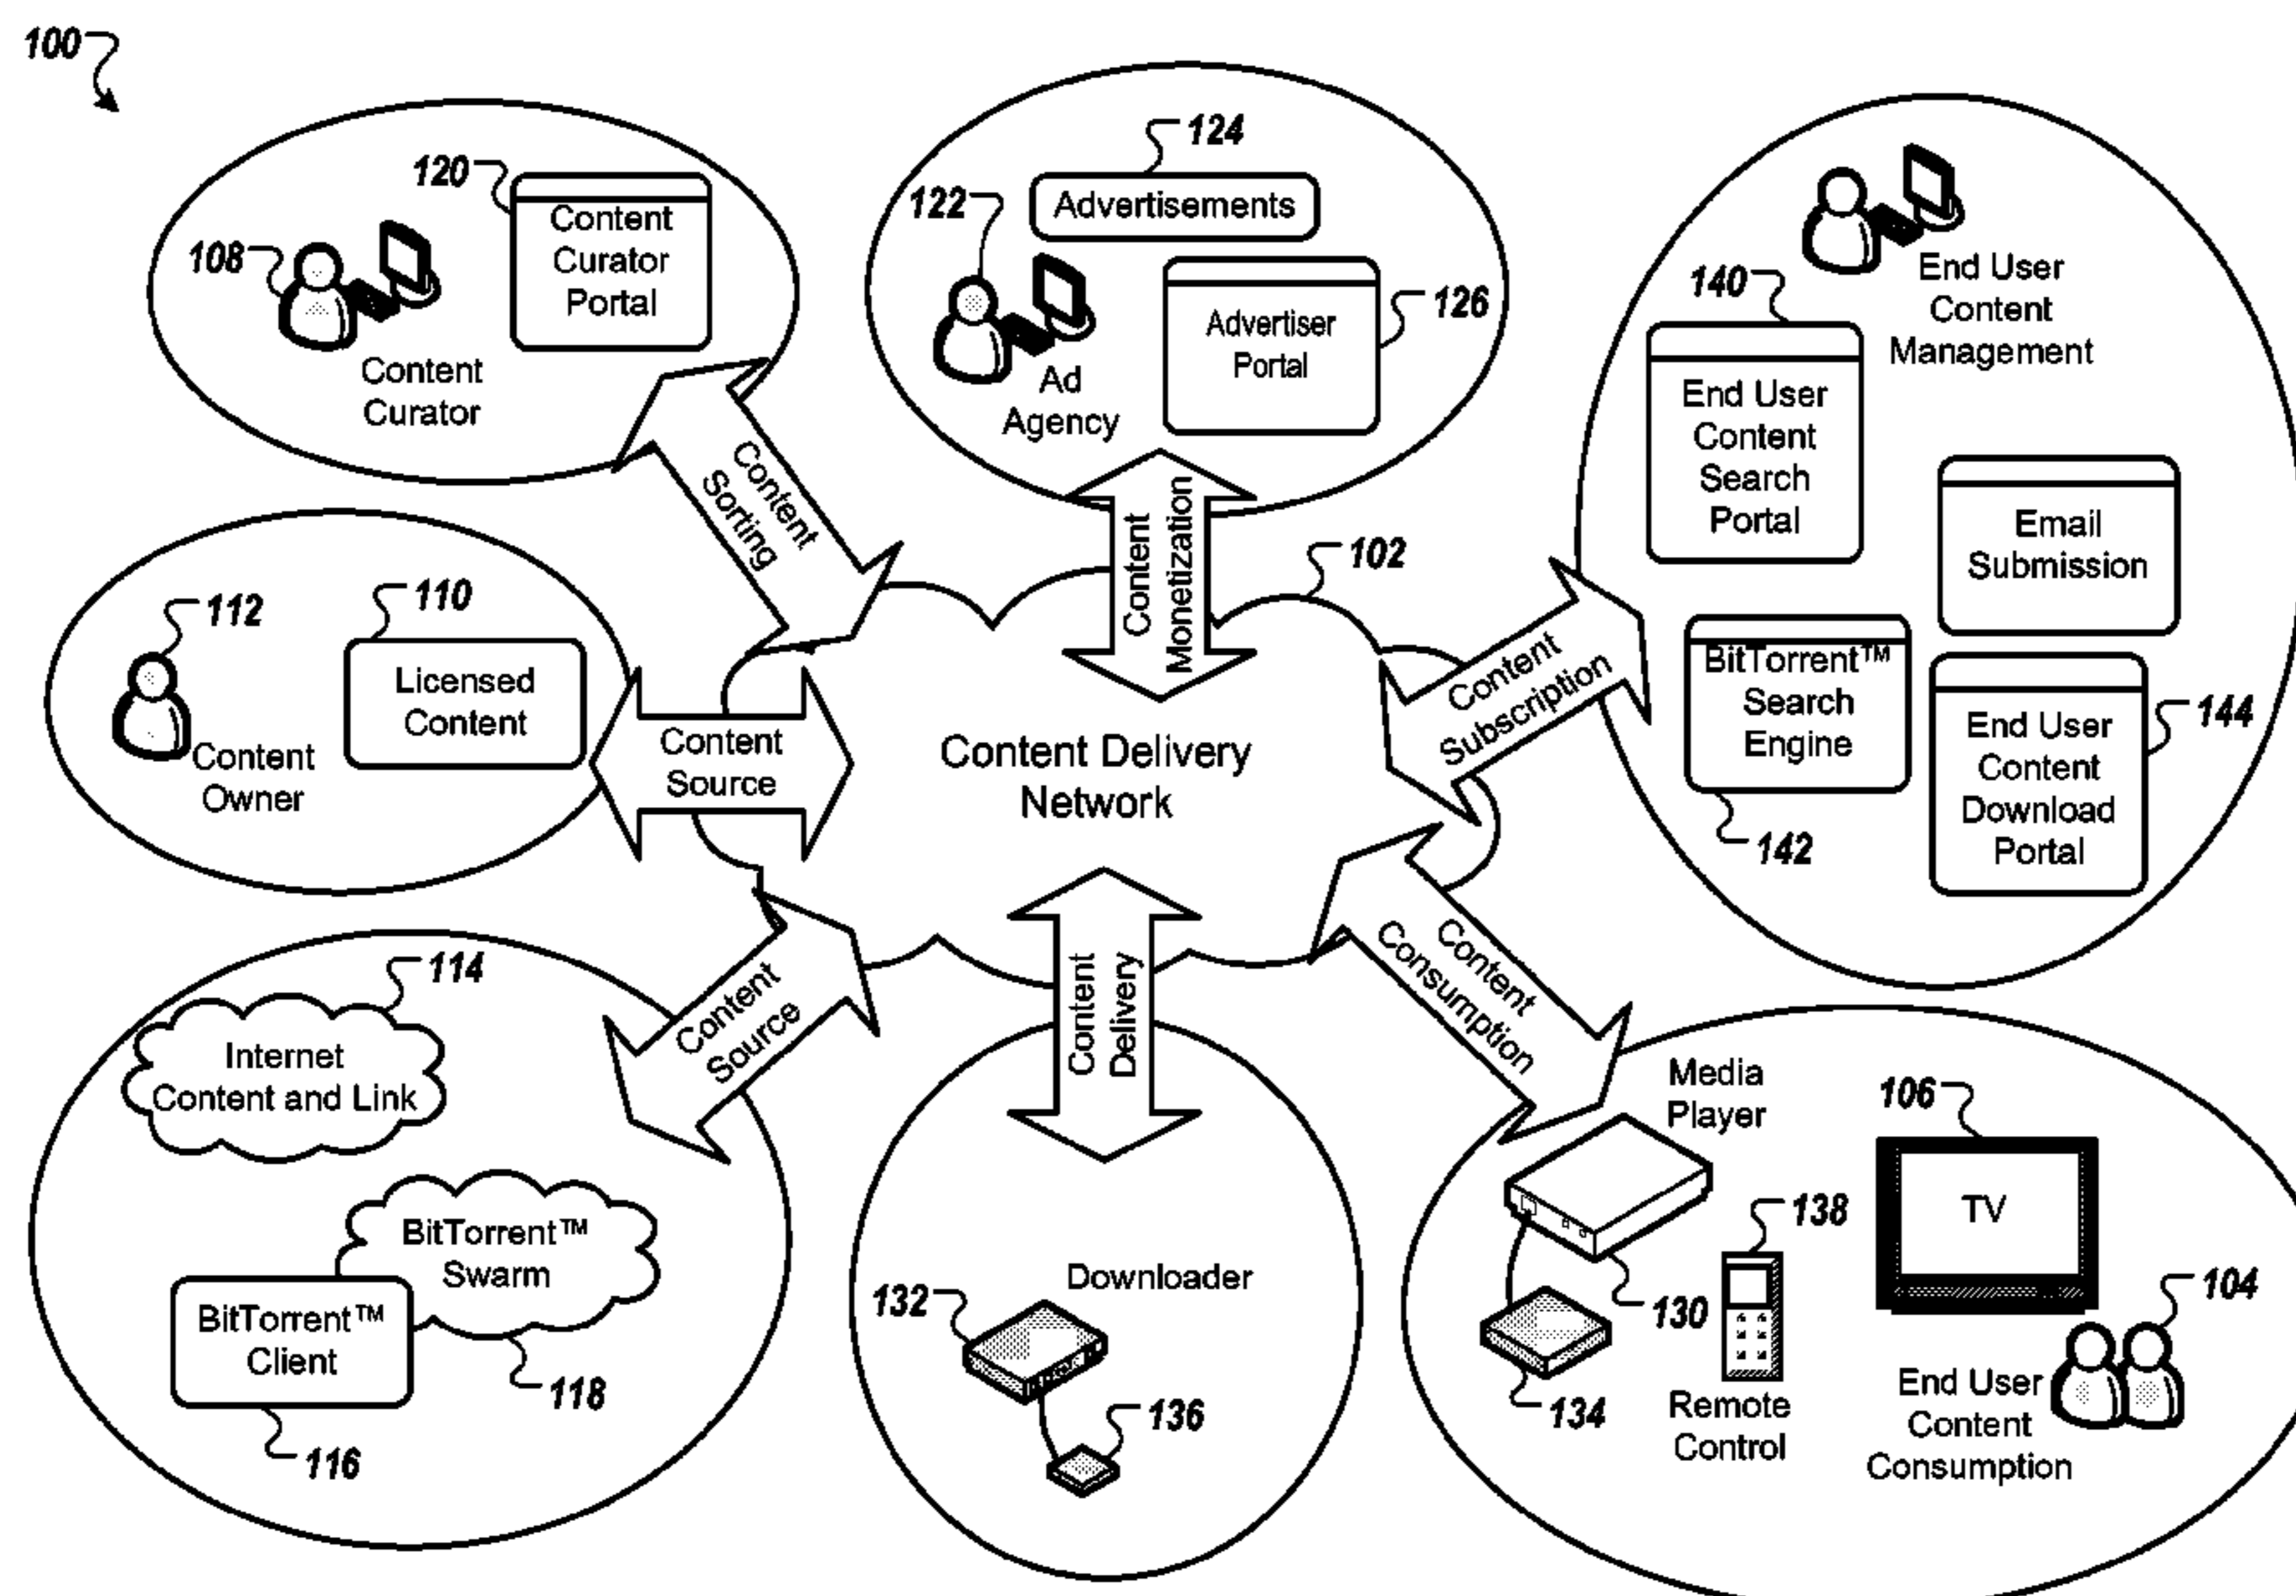 100
120
Content
Curator
Portal
108
Content
Curator
124
Advertisements
122
126
Advertiser
Portal
Ad
Agency
End User
Content
Management
140
End User
Content
Search
Portal
Email
Submission
BitTorrent™
Search
Engine
142
144
End User
Content
Download
Portal
Content
Sorting
Content
Monetization
102
Content
Subscription
112
110
Licensed
Content
Content
Owner
Content
Source
Content Delivery
Network
114
Internet
Content and Link
Content
Source
BitTorrent™
Swarm
BitTorrent™
Client
118
116
Content
Delivery
Downloader
132
136
Content
Consumption
Media
Player
106
TV
138
130
134
104
Remote
Control
End User
Content
Consumption